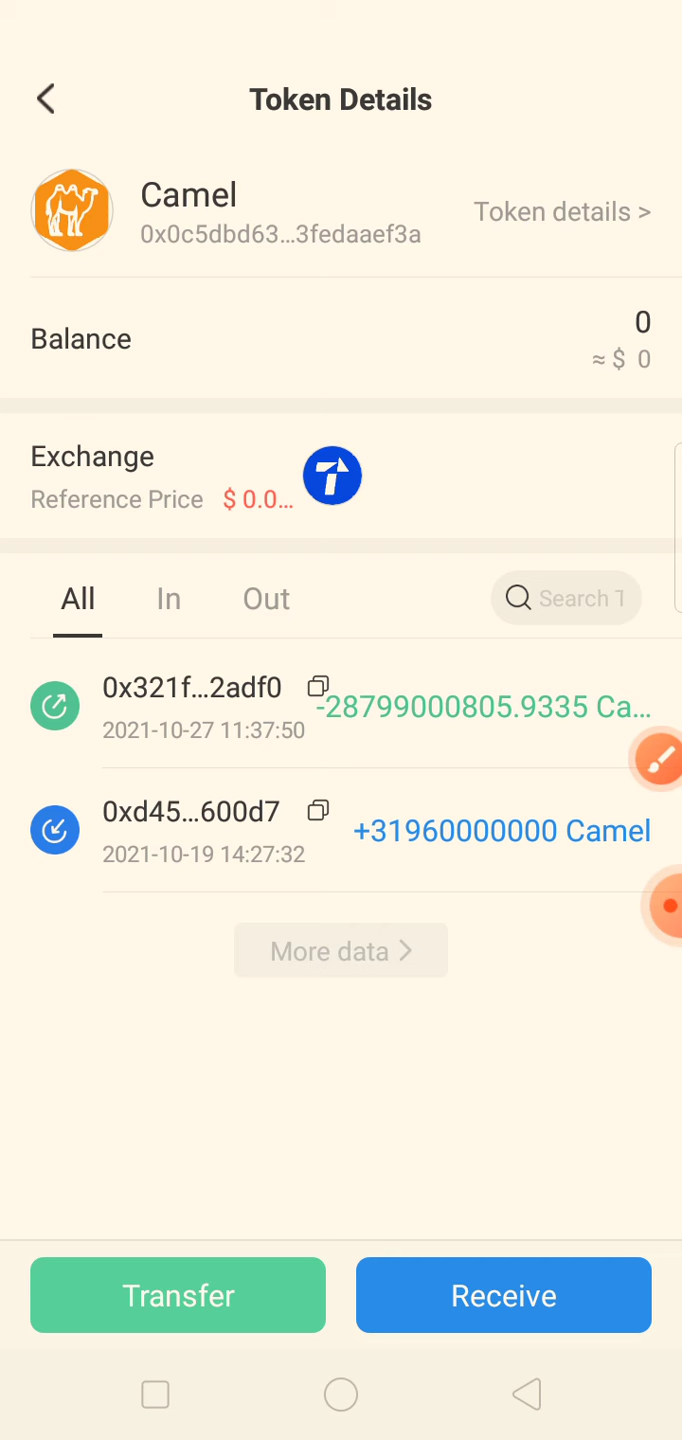 Token Details
Camel
0x0c5dbd63...3fedaaef3a
Token details >
Balance
0
≈ $ 0
Exchange
Reference Price $ 0.0...
All In Out Search T
0x321f...2adf0
-28799000805.9335 Ca...
2021-10-27 11:37:50
0xd45...600d7
+31960000000 Camel
2021-10-19 14:27:32
More data >
Transfer
Receive